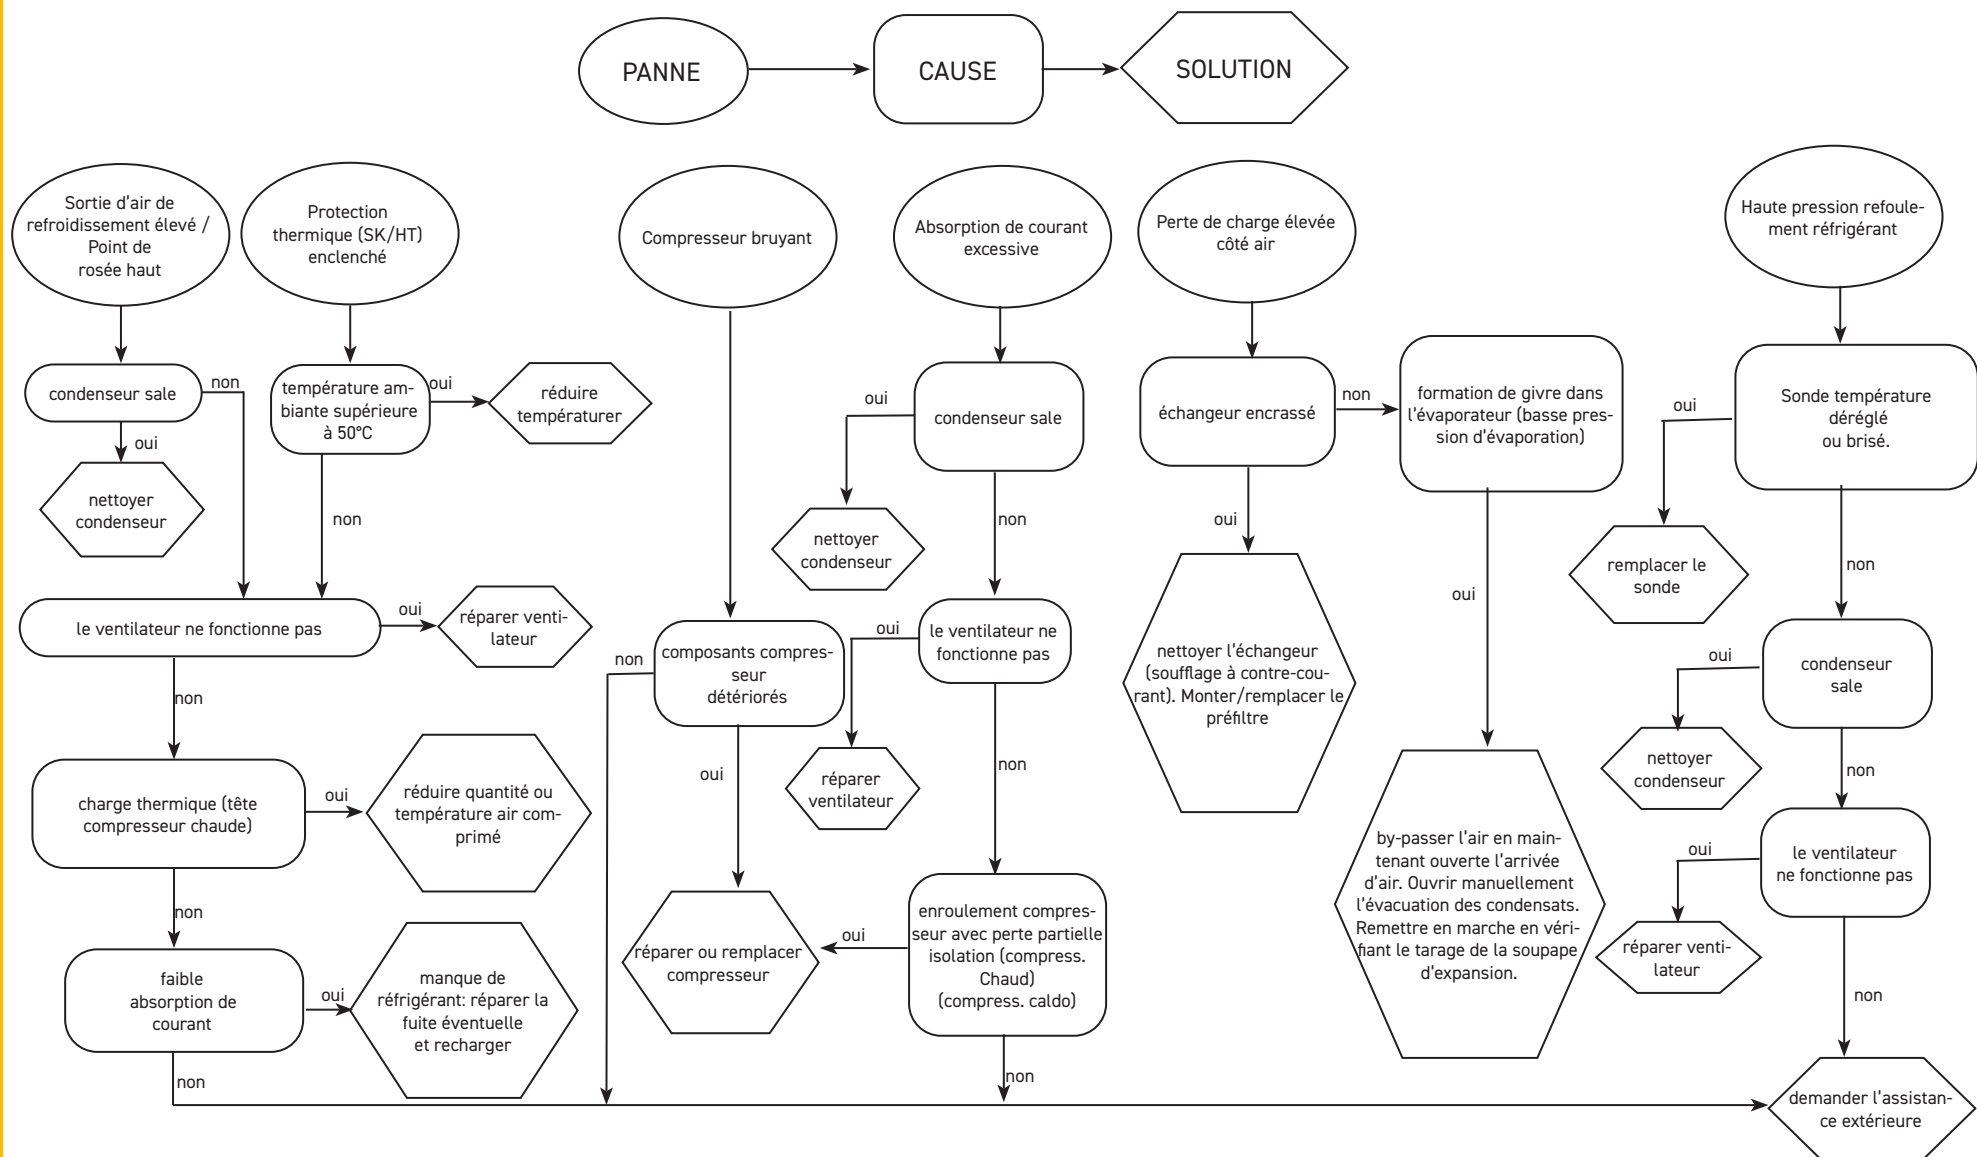 PANNE
CAUSE
SOLUTION
Sortie d'air de
refroidissement élevé /
Point de
rosée haut
Protection
thermique (SK/HT)
enclenché
Compresseur bruyant
Absorption de courant
excessive
Perte de charge élevée
côté air
Haute pression refoule-
ment réfrigérant
condenseur sale
non
oui
nettoyer
condenseur
température am-
biante supérieure
à 50°C
oui
réduire
températurer
non
le ventilateur ne fonctionne pas
oui
réparer venti-
lateur
non
charge thermique (tête
compresseur chaude)
oui
réduire quantité ou
température air com-
primé
non
faible
absorption de
courant
oui
manque de
réfrigérant: réparer la
fuite éventuelle
et recharger
non
composants compres-
seur
détériorés
non
oui
réparer ou remplacer
compresseur
condenseur sale
oui
nettoyer
condenseur
non
le ventilateur ne
fonctionne pas
oui
réparer
ventilateur
non
enroulement compres-
seur avec perte partielle
isolation (compress.
Chaud)
(compress. caldo)
oui
non
échangeur encrassé
non
oui
nettoyer l'échangeur
(soufflage à contre-cou-
rant). Monter/remplacer le
préfiltre
formation de givre dans
l'évaporateur (basse pres-
sion d'évaporation)
oui
by-passer l'air en main-
tenant ouverte l'arrivée
d'air. Ouvrir manuellement
l'évacuation des condensats.
Remettre en marche en véri-
fiant le tarage de la soupape
d'expansion.
Sonde température
déréglé
ou brisé.
oui
remplacer le
sonde
non
condenseur
sale
oui
nettoyer
condenseur
non
le ventilateur
ne fonctionne pas
oui
réparer venti-
lateur
non
demander l'assistan-
ce extérieure